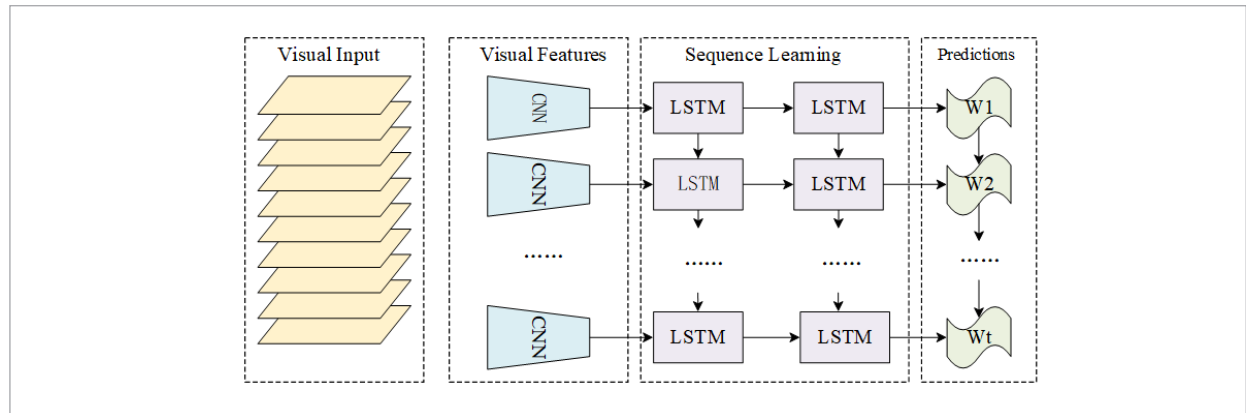 Visual Input
Visual Features
Sequence Learning
Predictions
CNN
LSTM
LSTM
W1
CNN
LSTM
LSTM
W2
......
......
......
......
CNN
LSTM
LSTM
Wt